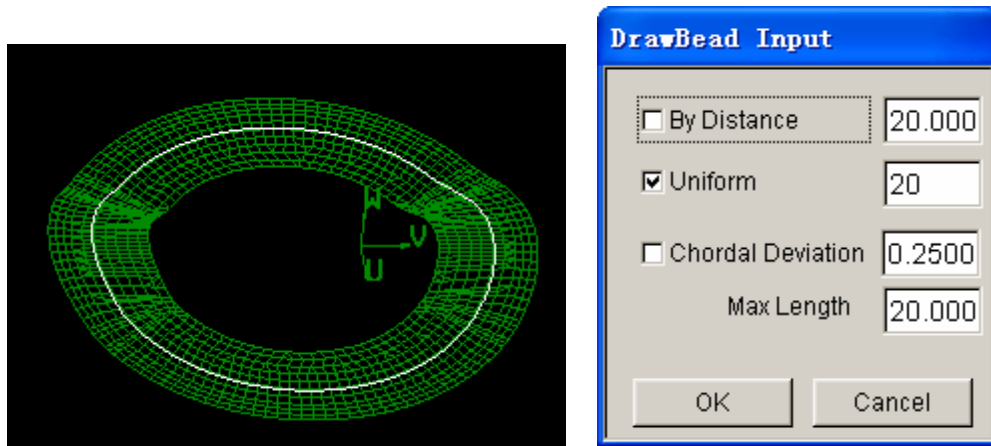 W
V
U
DrawBead Input
By Distance 20.000
Uniform 20
Chordal Deviation 0.2500
Max Length 20.000
OK Cancel